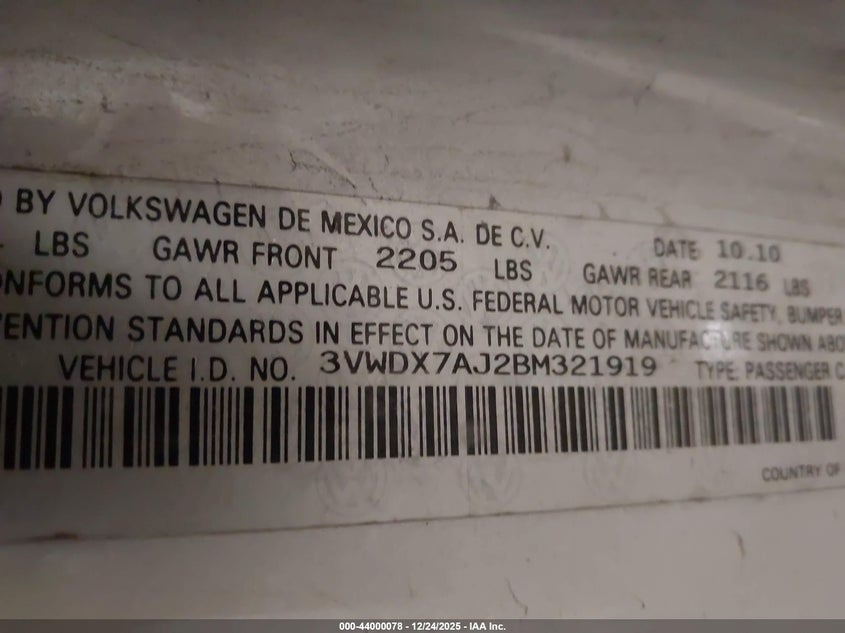 BY VOLKSWAGEN DE MEXICO S.A. DE C.V. DATE 10.10
LBS GAWR FRONT 2205 LBS GAWR REAR 2116 LBS
ONFORMS TO ALL APPLICABLE U.S. FEDERAL MOTOR VEHICLE SAFETY, BUMPER
VENTION STANDARDS IN EFFECT ON THE DATE OF MANUFACTURE SHOWN ABO
VEHICLE I.D. NO. 3VWDX7AJ2BM321919 TYPE: PASSENGER C
COUNTRY OF
000-44000078 - 12/24/2025 - IAA Inc.